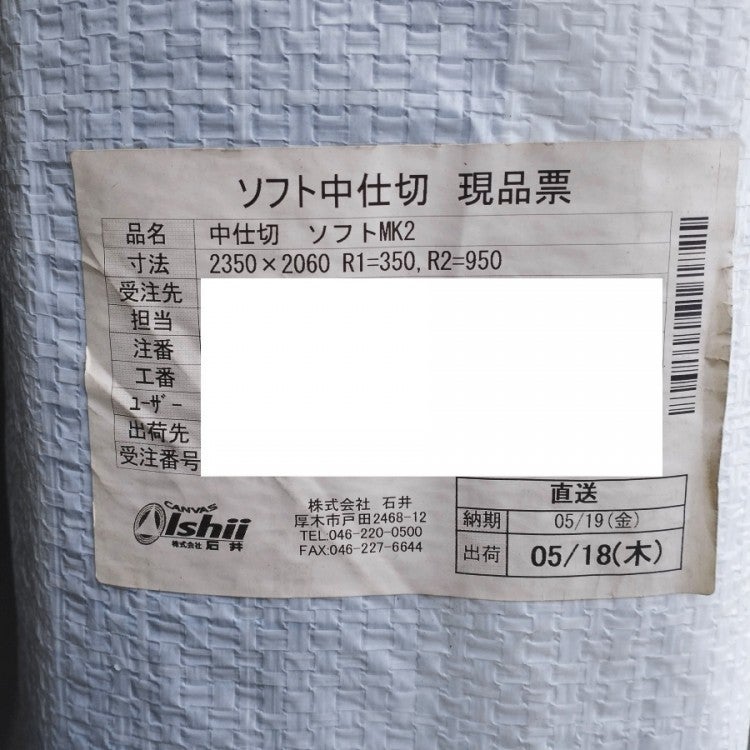 ソフト中仕切 現品票
品名 中仕切 ソフトMK2
寸法 2350×2060 R1=350,R2=950
受注先
担当
注番
工番
ユーザー
出荷先
受注番号
CANVAS
Ishii
株式会社 石井
株式会社 石井
厚木市戸田2468-12
TEL:046-220-0500
FAX:046-227-6644
直送
納期 05/19(金)
出荷 05/18(木)